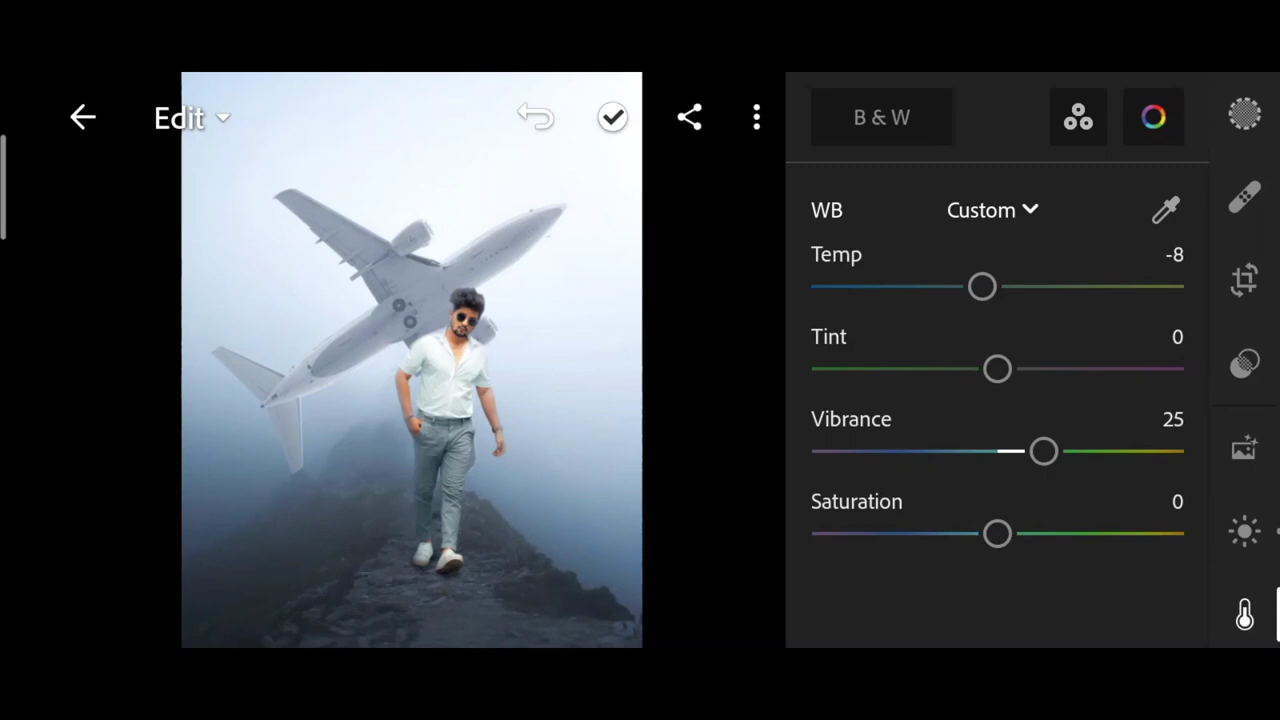 Edit
B & W
WB Custom
Temp -8
Tint 0
Vibrance 25
Saturation 0